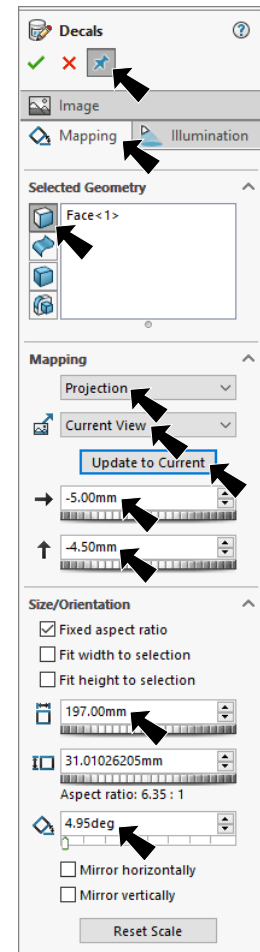 Decals
Image
Mapping Illumination
Selected Geometry
Face<1>
Mapping
Projection
Current View
Update to Current
-5.00mm
-4.50mm
Size/Orientation
Fixed aspect ratio
Fit width to selection
Fit height to selection
197.00mm
31.01026205mm
Aspect ratio: 6.35 : 1
4.95deg
Mirror horizontally
Mirror vertically
Reset Scale